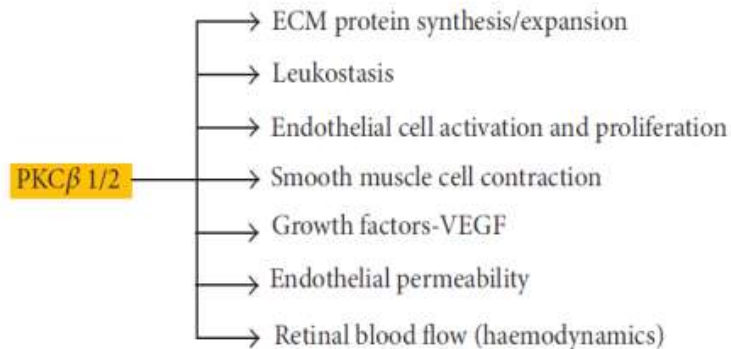 ECM protein synthesis/expansion
Leukostasis
Endothelial cell activation and proliferation
PKCβ 1/2
Smooth muscle cell contraction
Growth factors-VEGF
Endothelial permeability
Retinal blood flow (haemodynamics)